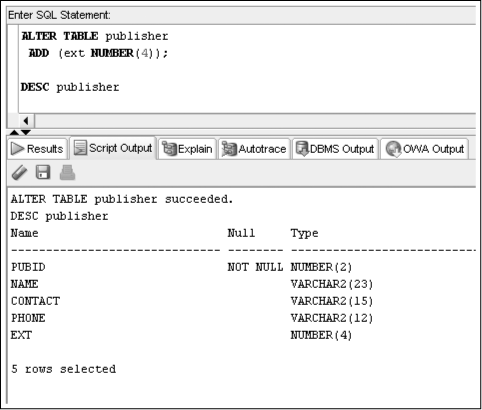 Enter SQL Statement:
ALTER TABLE publisher
ADD (ext NUMBER(4));
DESC publisher
Results Script Output Explain Autotrace DBMS Output OWA Output
ALTER TABLE publisher succeeded.
DESC publisher
Name Null Type
------------------------------ -------- --------------------------
PUBID NOT NULL NUMBER(2)
NAME VARCHAR2(23)
CONTACT VARCHAR2(15)
PHONE VARCHAR2(12)
EXT NUMBER(4)
5 rows selected